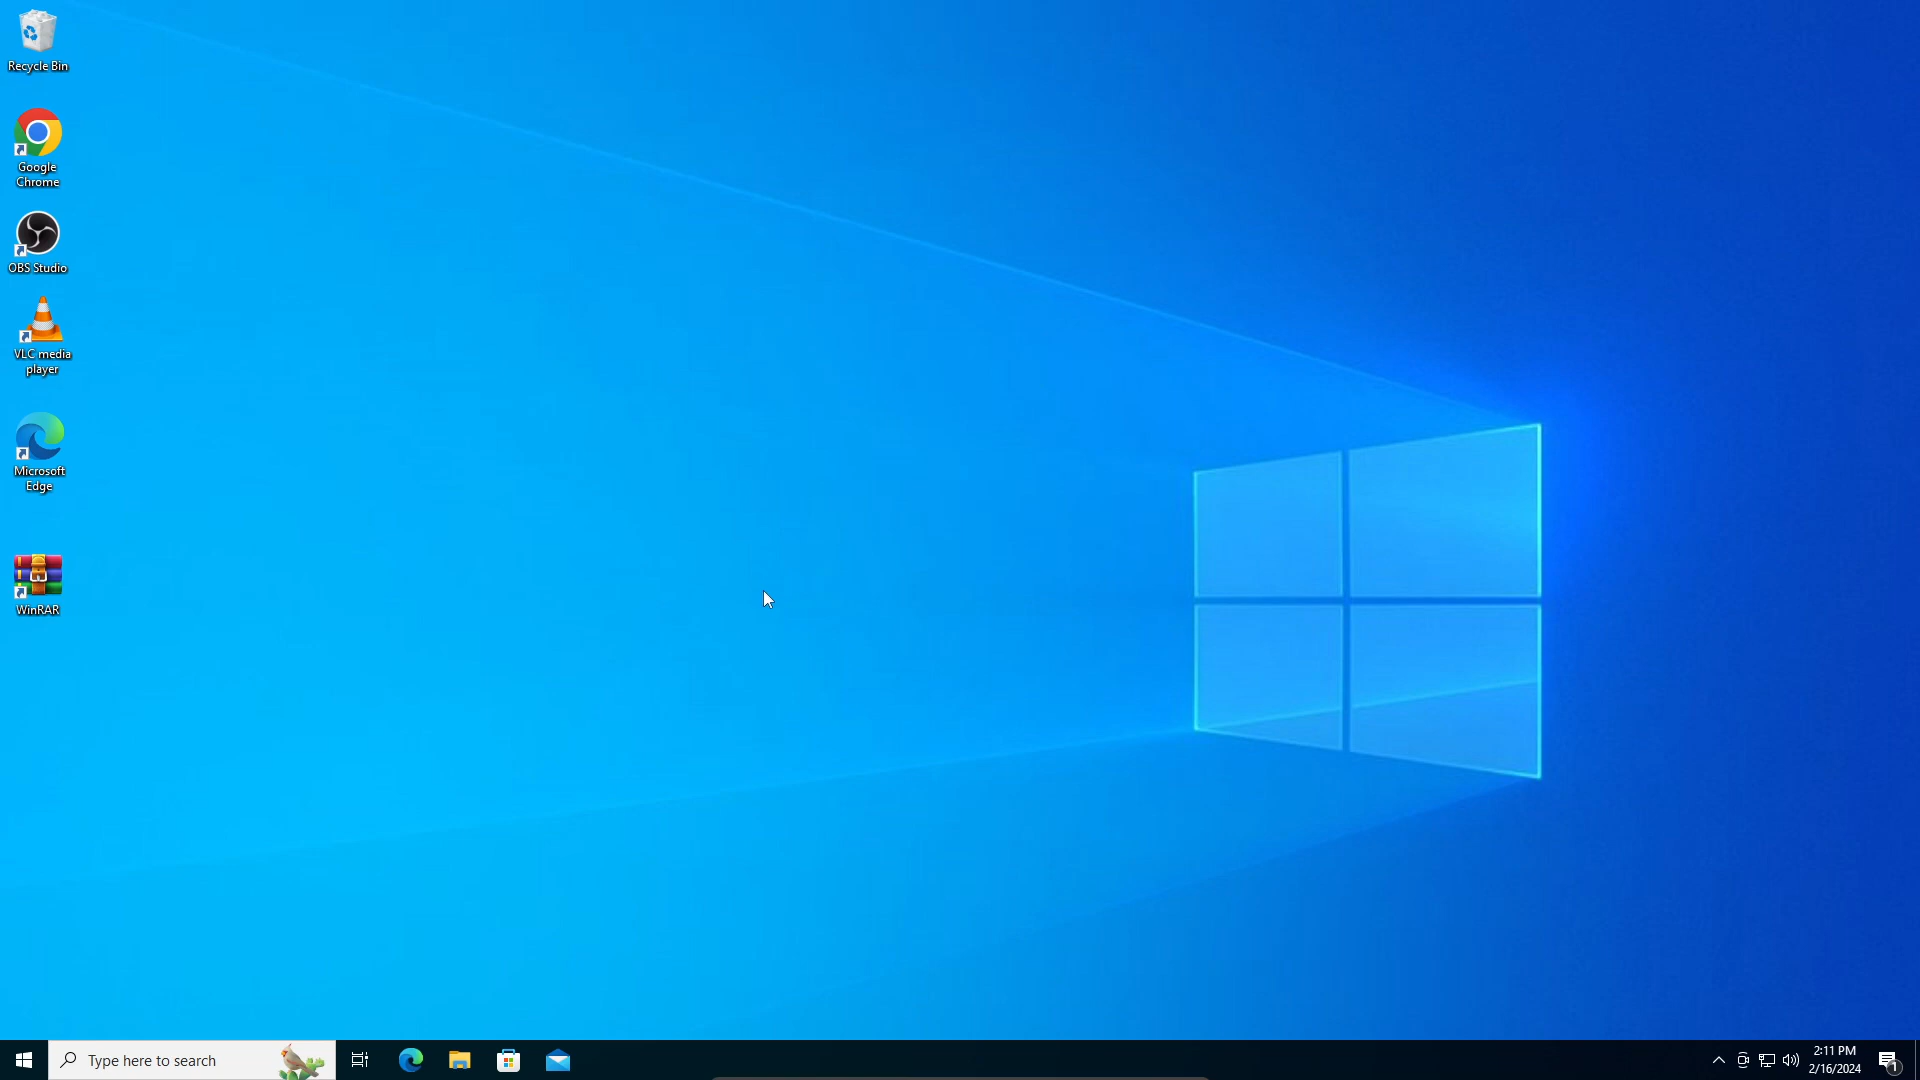 Recycle Bin
Google
Chrome
OBS Studio
VLC media
player
Microsoft
Edge
WinRAR
Type here to search
2:11 PM
2/16/2024
1